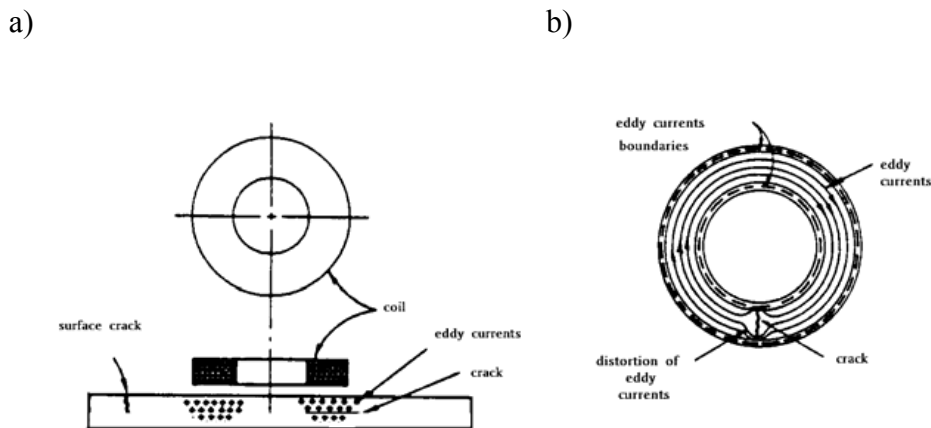 a)
b)
eddy currents
boundaries
eddy
currents
coil
surface crack
eddy currents
crack
distortion of
eddy
currents
crack